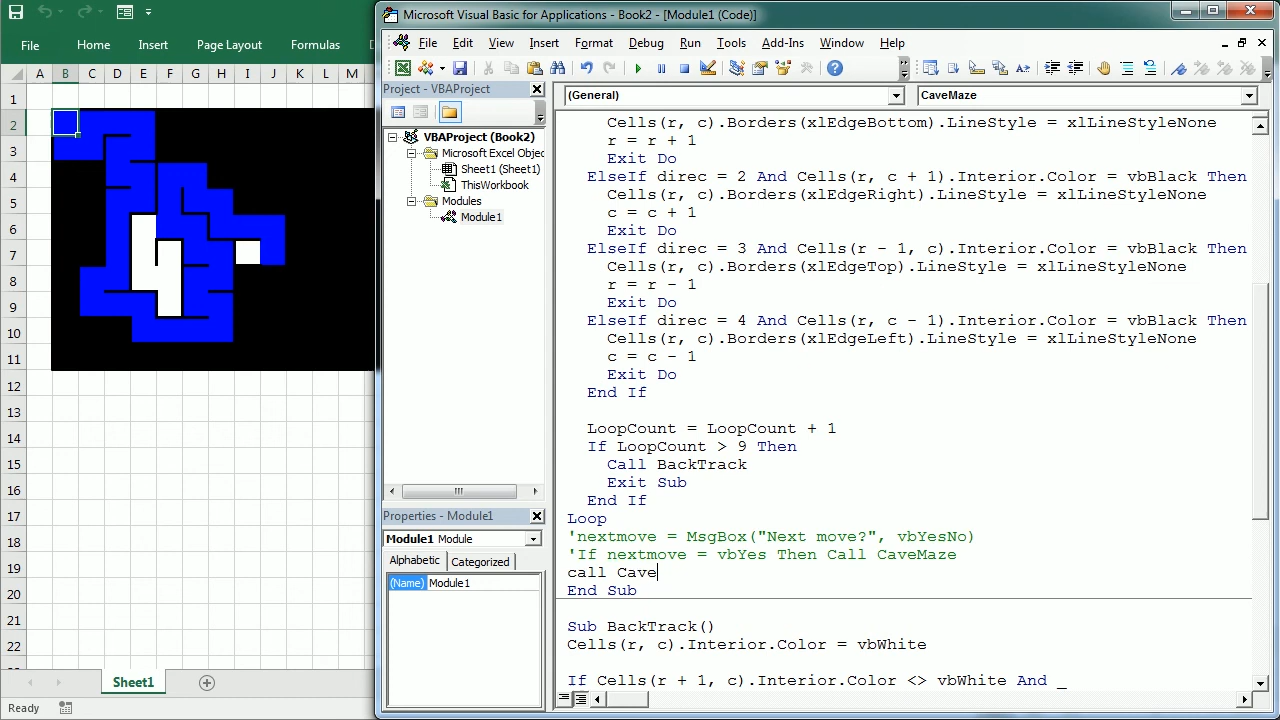 File Home Insert Page Layout Formulas
A B C D E F G H I J K L M
1
2
3
4
5
6
7
8
9
10
11
12
13
14
15
16
17
18
19
20
21
22
Sheet1
Ready
Microsoft Visual Basic for Applications - Book2 - [Module1 (Code)]
File Edit View Insert Format Debug Run Tools Add-Ins Window Help
Project - VBAProject
VBAProject (Book2)
Microsoft Excel Objec
Sheet1 (Sheet1)
ThisWorkbook
Modules
Module1
Properties - Module1
Module1 Module
Alphabetic Categorized
(Name) Module1
(General) CaveMaze
Cells(r, c).Borders(xlEdgeBottom).LineStyle = xlLineStyleNone
r = r + 1
Exit Do
ElseIf direc = 2 And Cells(r, c + 1).Interior.Color = vbBlack Then
Cells(r, c).Borders(xlEdgeRight).LineStyle = xlLineStyleNone
c = c + 1
Exit Do
ElseIf direc = 3 And Cells(r - 1, c).Interior.Color = vbBlack Then
Cells(r, c).Borders(xlEdgeTop).LineStyle = xlLineStyleNone
r = r - 1
Exit Do
ElseIf direc = 4 And Cells(r, c - 1).Interior.Color = vbBlack Then
Cells(r, c).Borders(xlEdgeLeft).LineStyle = xlLineStyleNone
c = c - 1
Exit Do
End If
LoopCount = LoopCount + 1
If LoopCount > 9 Then
Call BackTrack
Exit Sub
End If
Loop
'nextmove = MsgBox("Next move?", vbYesNo)
'If nextmove = vbYes Then Call CaveMaze
call Cave
End Sub
Sub BackTrack()
Cells(r, c).Interior.Color = vbWhite
If Cells(r + 1, c).Interior.Color <> vbWhite And _